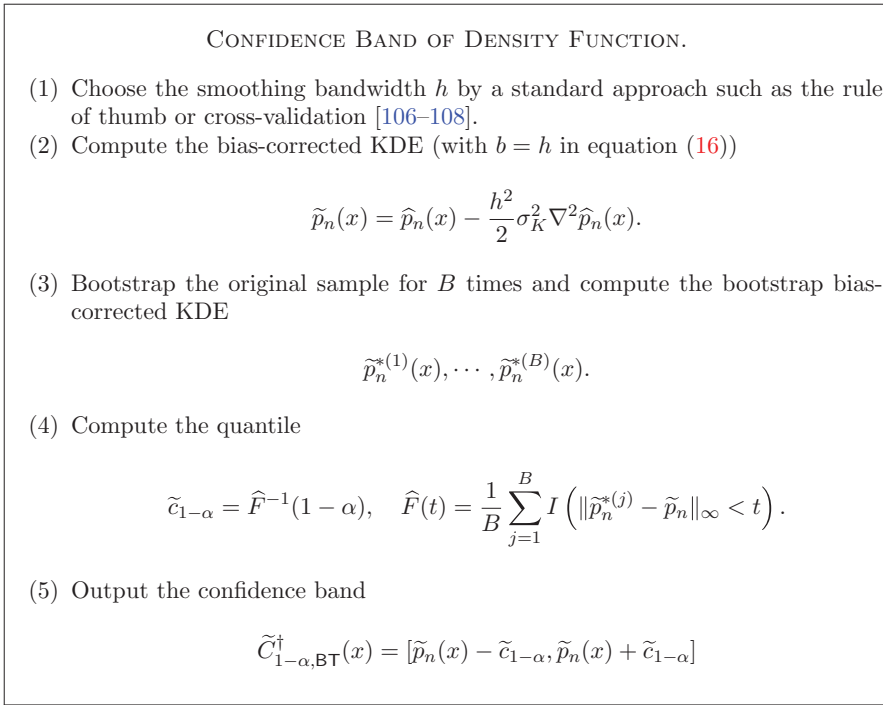 CONFIDENCE BAND OF DENSITY FUNCTION.
(1) Choose the smoothing bandwidth h by a standard approach such as the rule
of thumb or cross-validation [106–108].
(2) Compute the bias-corrected KDE (with b = h in equation (16))
p̃ₙ(x) = p̂ₙ(x) − h²/2 σ²_K ∇²p̂ₙ(x).
(3) Bootstrap the original sample for B times and compute the bootstrap bias-
corrected KDE
p̃ₙ*⁽¹⁾(x), ⋯ , p̃ₙ*⁽ᴮ⁾(x).
(4) Compute the quantile
c̃₁₋α = F̂⁻¹(1 − α), F̂(t) = 1/B ∑_{j=1}^{B} I (‖p̃ₙ*⁽ʲ⁾ − p̃ₙ‖∞ < t) .
(5) Output the confidence band
C̃†₁₋α,BT(x) = [p̃ₙ(x) − c̃₁₋α, p̃ₙ(x) + c̃₁₋α]